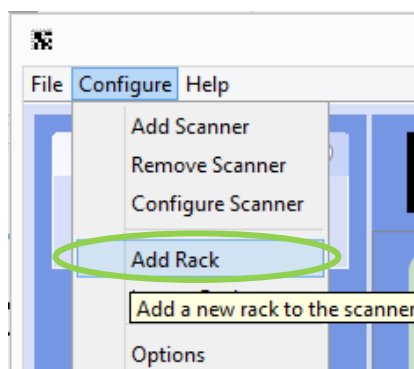 File Configure Help
Add Scanner
Remove Scanner
Configure Scanner
Add Rack
Add a new rack to the scanner
Options